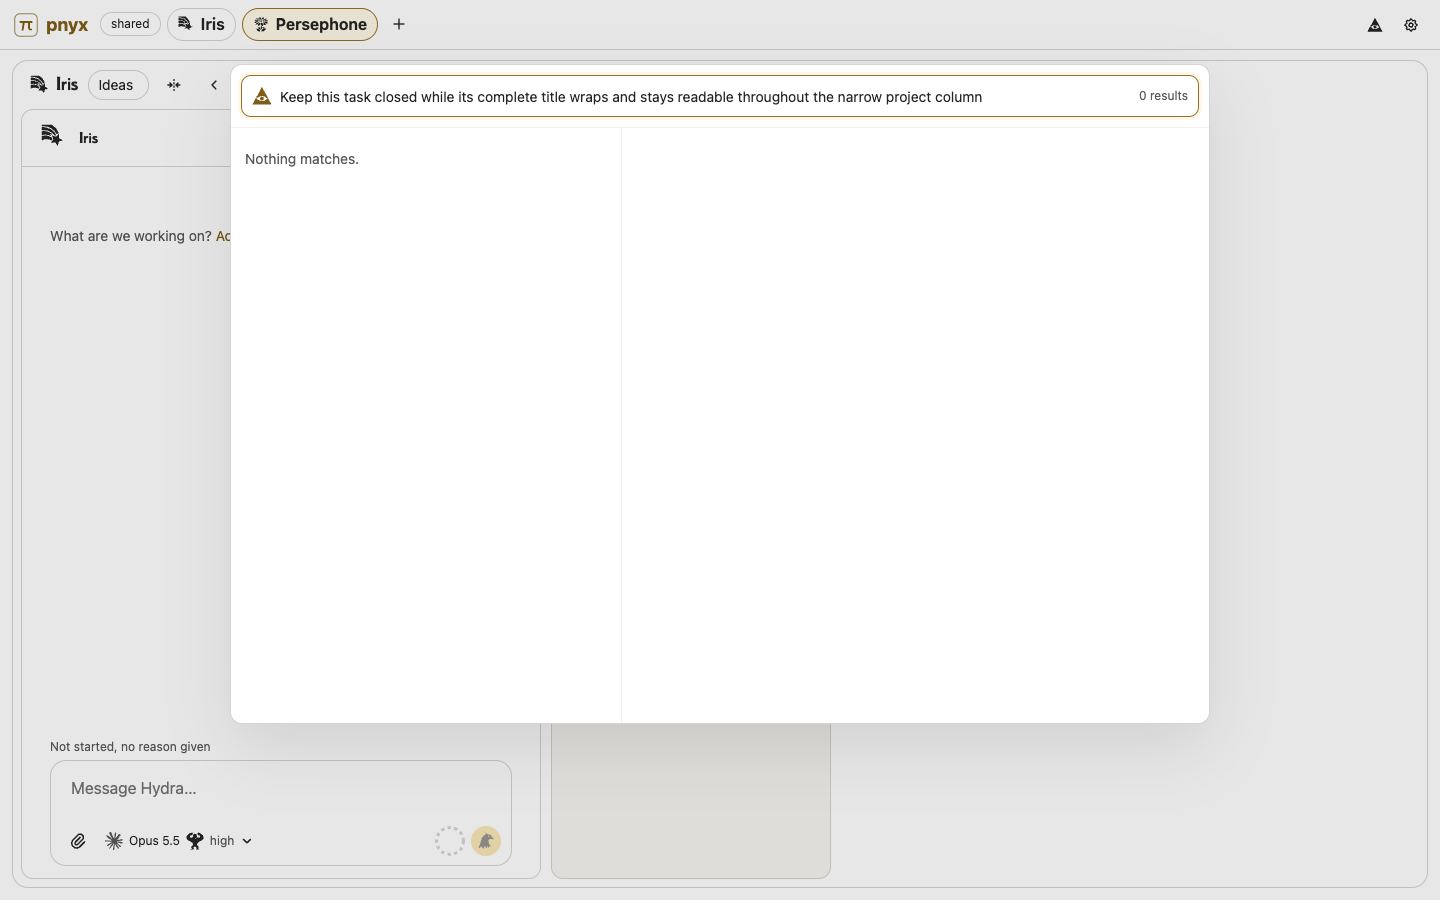 pnyx shared Iris Persephone +
Iris Ideas
Keep this task closed while its complete title wraps and stays readable throughout the narrow project column 0 results
Iris
Nothing matches.
What are we working on?
Not started, no reason given
Message Hydra...
Opus 5.5 high